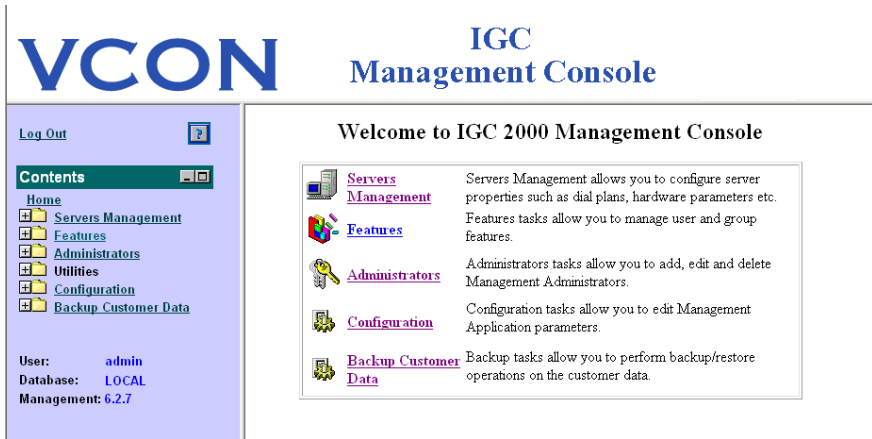 VCON
IGC
Management Console
Log Out
?
Contents
Home
Servers Management
Features
Administrators
Utilities
Configuration
Backup Customer Data
User: admin
Database: LOCAL
Management: 6.2.7
Welcome to IGC 2000 Management Console
Servers
Management
Servers Management allows you to configure server
properties such as dial plans, hardware parameters etc.
Features
Features tasks allow you to manage user and group
features.
Administrators
Administrators tasks allow you to add, edit and delete
Management Administrators.
Configuration
Configuration tasks allow you to edit Management
Application parameters.
Backup Customer
Data
Backup tasks allow you to perform backup/restore
operations on the customer data.